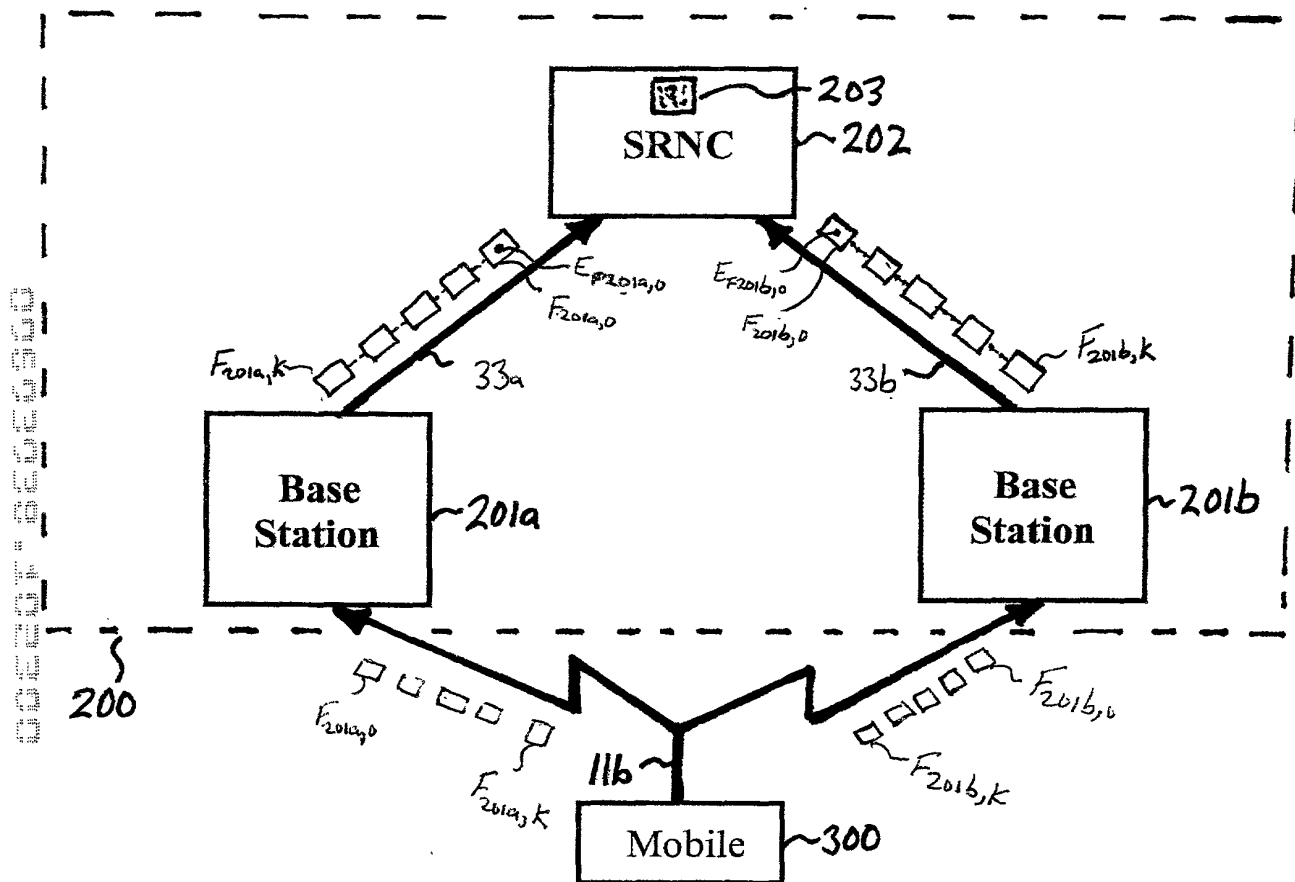 203
SRNC
202
E_F201a,0
F_201a,0
E_F201b,0
F_201b,0
F_201a,K
33a
33b
F_201b,K
Base
Station
201a
Base
Station
201b
200
F_201a,0
F_201a,K
F_201b,0
F_201b,K
11b
Mobile
300